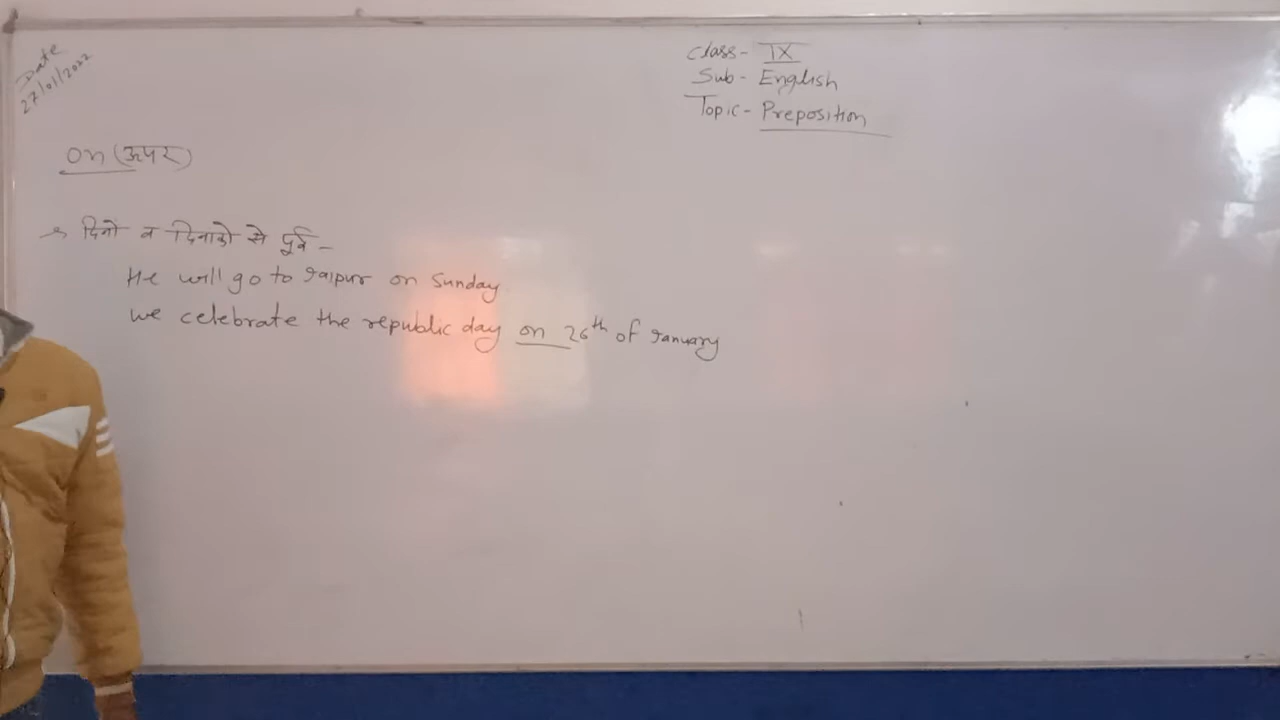 Date
27/01/2022
Class - IX
Sub - English
Topic - Preposition
on (ऊपर)
→ दिनो व दिनाको से पूर्व -
He will go to Jaipur on Sunday
we celebrate the republic day on 26th of January